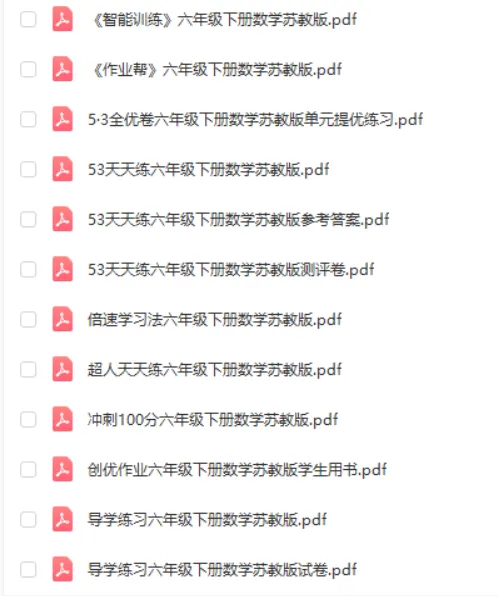 《智能训练》六年级下册数学苏教版.pdf
《作业帮》六年级下册数学苏教版.pdf
5·3全优卷六年级下册数学苏教版单元提优练习.pdf
53天天练六年级下册数学苏教版.pdf
53天天练六年级下册数学苏教版参考答案.pdf
53天天练六年级下册数学苏教版测评卷.pdf
倍速学习法六年级下册数学苏教版.pdf
超人天天练六年级下册数学苏教版.pdf
冲刺100分六年级下册数学苏教版.pdf
创优作业六年级下册数学苏教版学生用书.pdf
导学练习六年级下册数学苏教版.pdf
导学练习六年级下册数学苏教版试卷.pdf